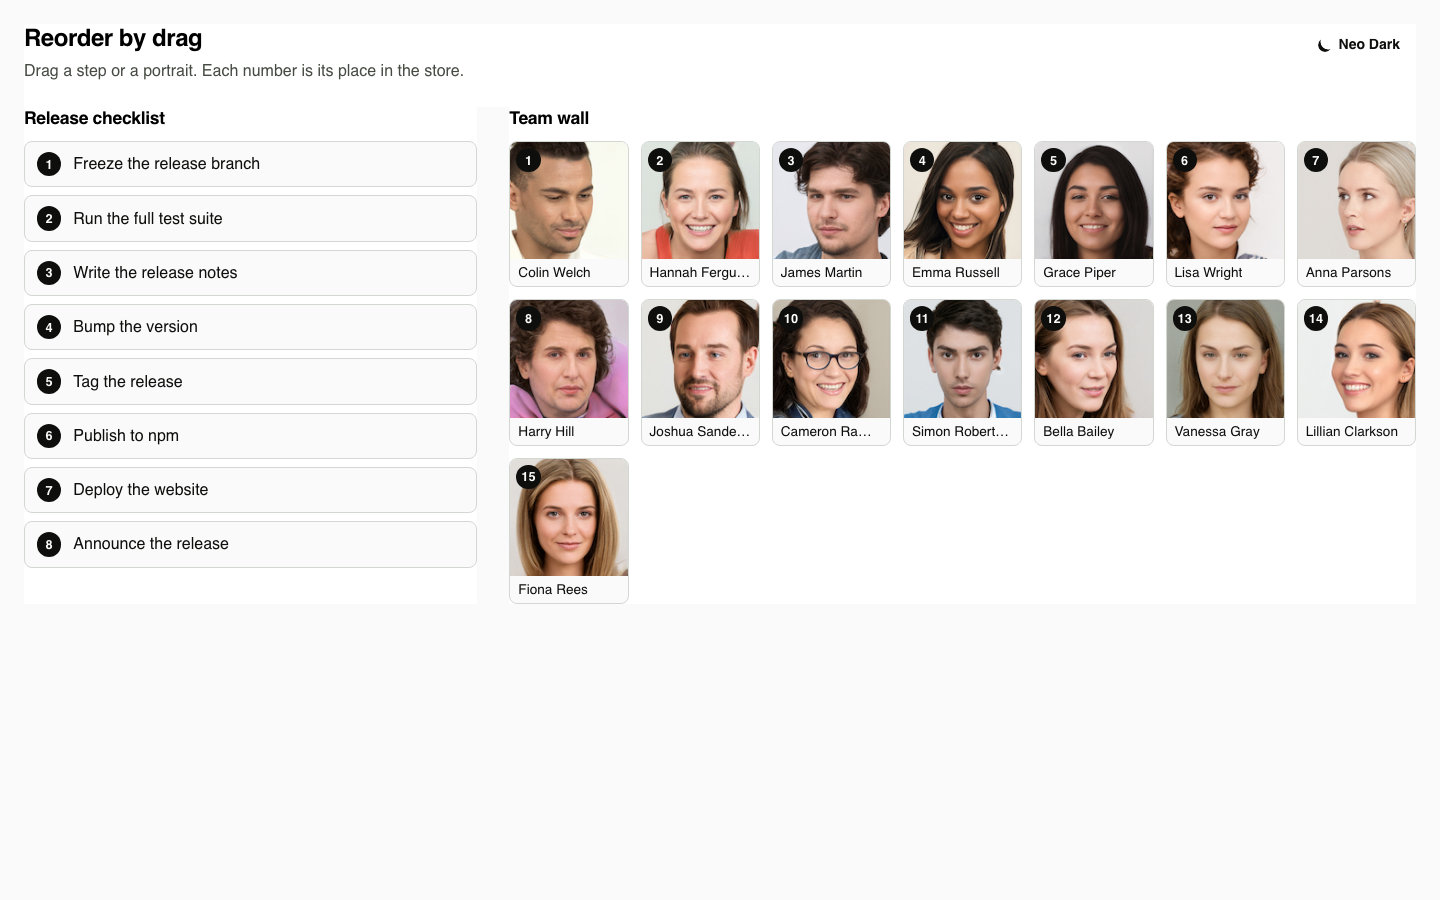 Reorder by drag
Neo Dark
Drag a step or a portrait. Each number is its place in the store.
Release checklist
1 Freeze the release branch
2 Run the full test suite
3 Write the release notes
4 Bump the version
5 Tag the release
6 Publish to npm
7 Deploy the website
8 Announce the release
Team wall
1 Colin Welch
2 Hannah Fergu...
3 James Martin
4 Emma Russell
5 Grace Piper
6 Lisa Wright
7 Anna Parsons
8 Harry Hill
9 Joshua Sande...
10 Cameron Ra...
11 Simon Robert...
12 Bella Bailey
13 Vanessa Gray
14 Lillian Clarkson
15 Fiona Rees